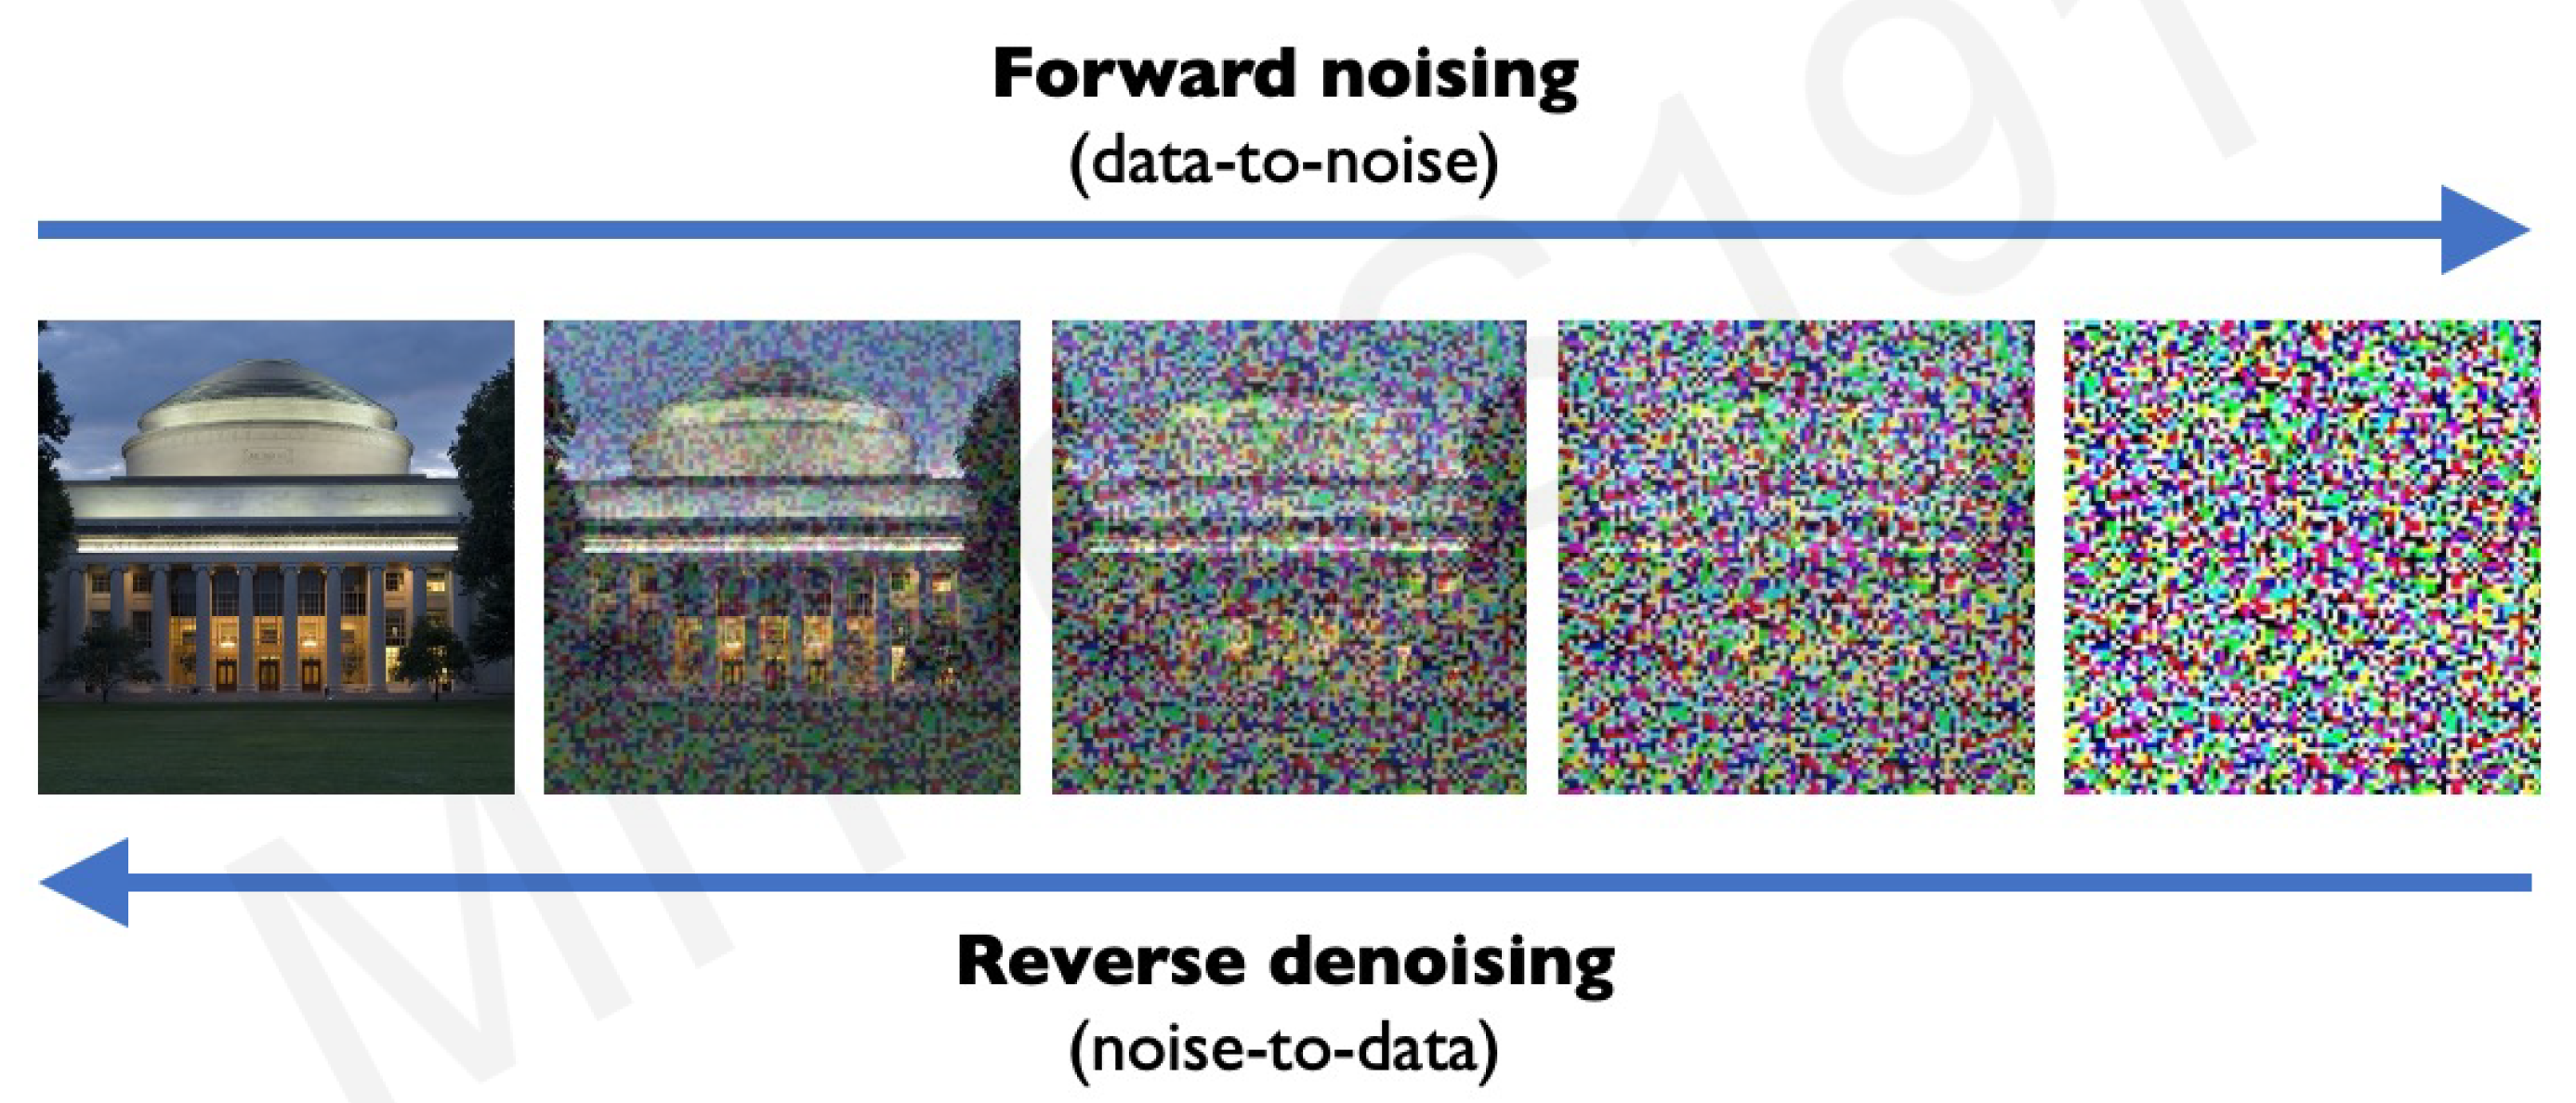 Forward noising
(data-to-noise)
Reverse denoising
(noise-to-data)